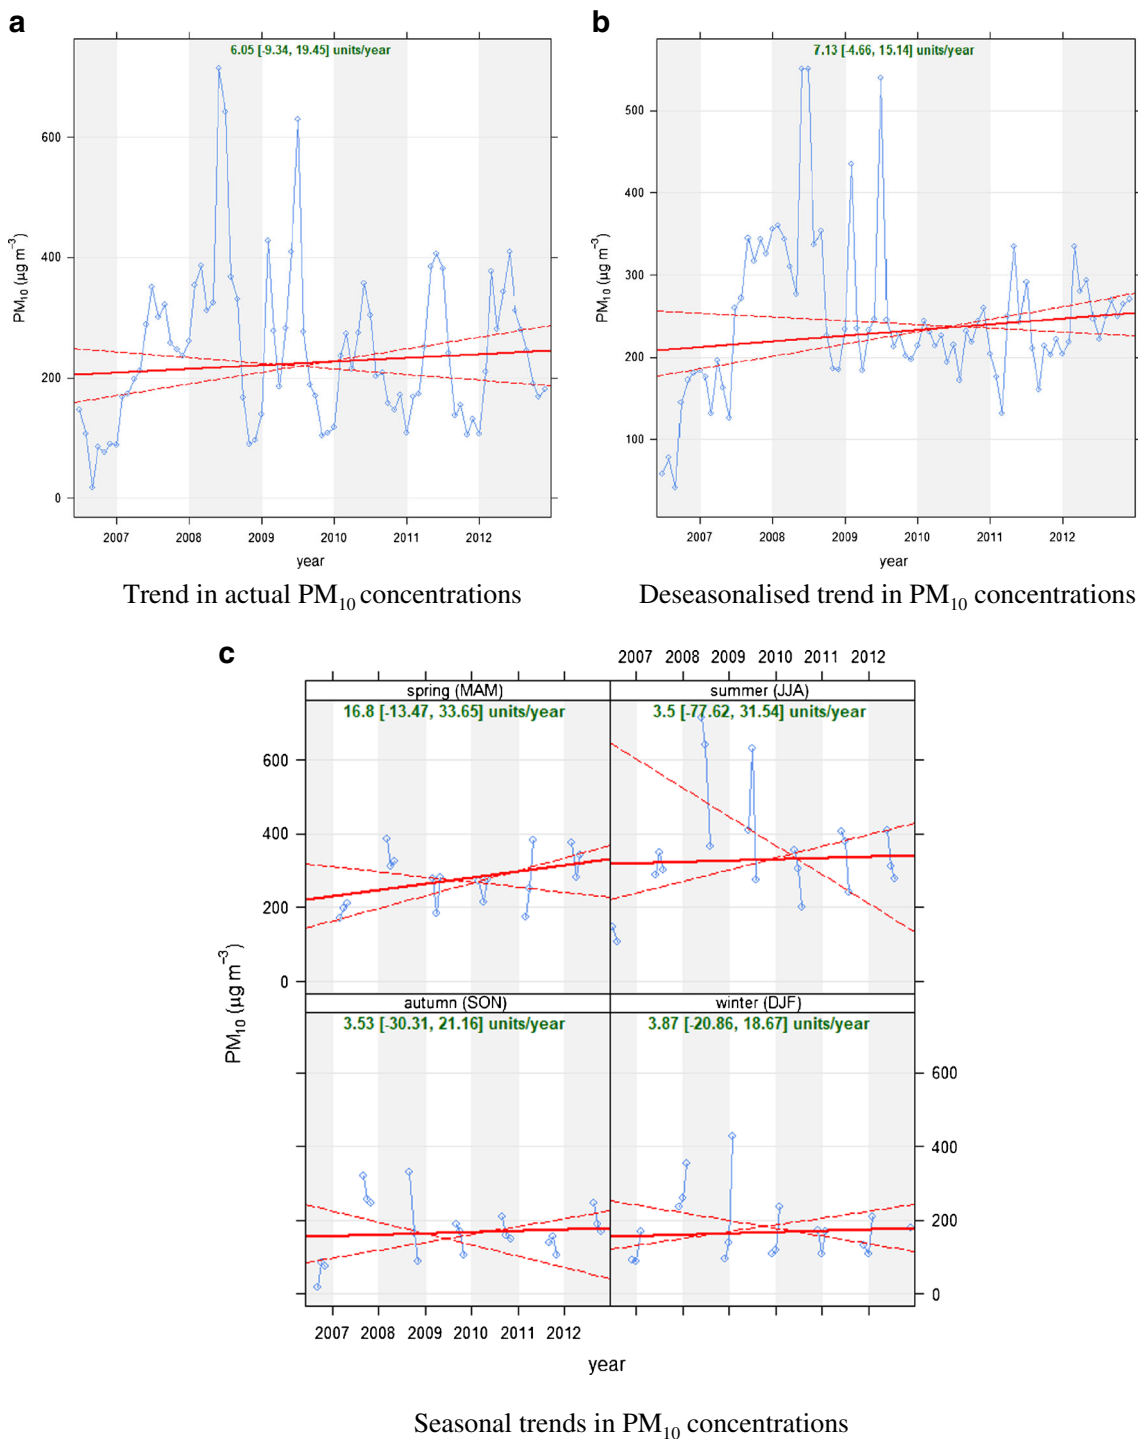 a
6.05 [-9.34, 19.45] units/year
PM10 (µg m−3)
600
400
200
0
2007 2008 2009 2010 2011 2012
year
Trend in actual PM10 concentrations
b
7.13 [-4.66, 15.14] units/year
PM10 (µg m−3)
500
400
300
200
100
2007 2008 2009 2010 2011 2012
year
Deseasonalised trend in PM10 concentrations
c
2007 2008 2009 2010 2011 2012
spring (MAM)
16.8 [-13.47, 33.65] units/year
summer (JJA)
3.5 [-77.62, 31.54] units/year
600
400
200
0
PM10 (µg m−3)
autumn (SON)
3.53 [-30.31, 21.16] units/year
winter (DJF)
3.87 [-20.86, 18.67] units/year
600
400
200
0
2007 2008 2009 2010 2011 2012
year
Seasonal trends in PM10 concentrations